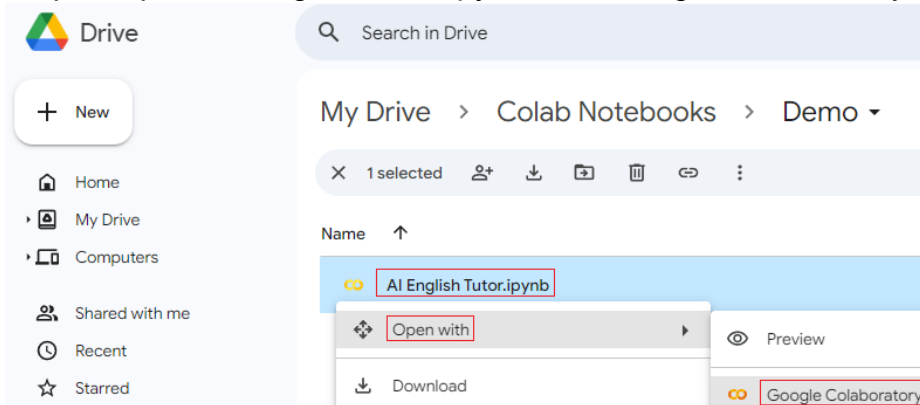 Drive
Search in Drive
New
My Drive > Colab Notebooks > Demo
1 selected
Home
My Drive
Name
Computers
AI English Tutor.ipynb
Shared with me
Open with
Preview
Recent
Starred
Download
Google Colaboratory